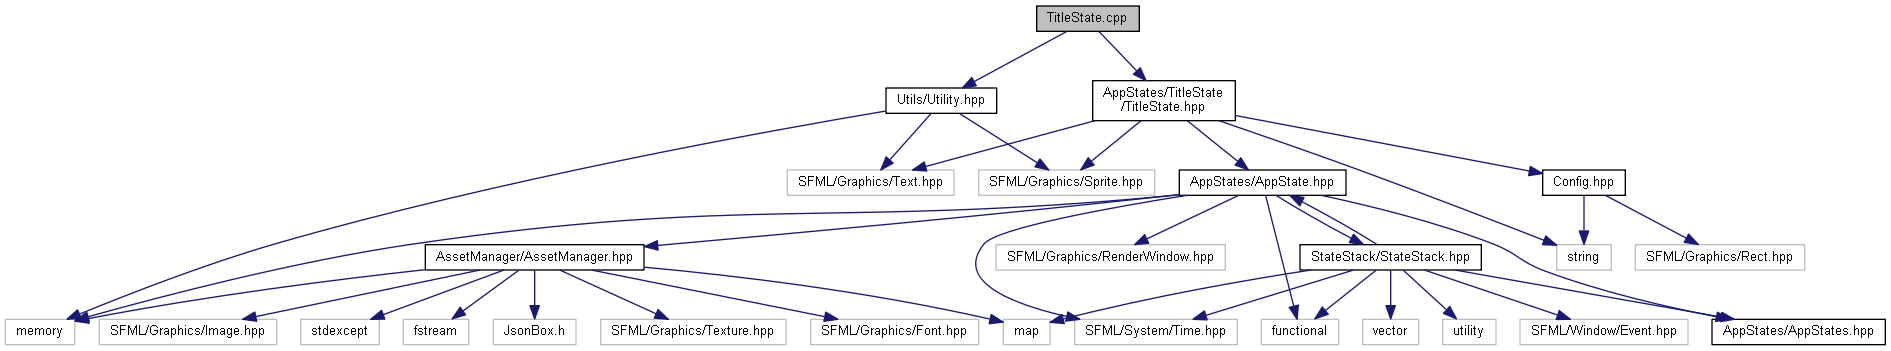 TitleState.cpp
Utils/Utility.hpp
AppStates/TitleState
/TitleState.hpp
SFML/Graphics/Text.hpp
SFML/Graphics/Sprite.hpp
AppStates/AppState.hpp
Config.hpp
AssetManager/AssetManager.hpp
SFML/Graphics/RenderWindow.hpp
StateStack/StateStack.hpp
string
SFML/Graphics/Rect.hpp
memory
SFML/Graphics/Image.hpp
stdexcept
fstream
JsonBox.h
SFML/Graphics/Texture.hpp
SFML/Graphics/Font.hpp
map
SFML/System/Time.hpp
functional
vector
utility
SFML/Window/Event.hpp
AppStates/AppStates.hpp